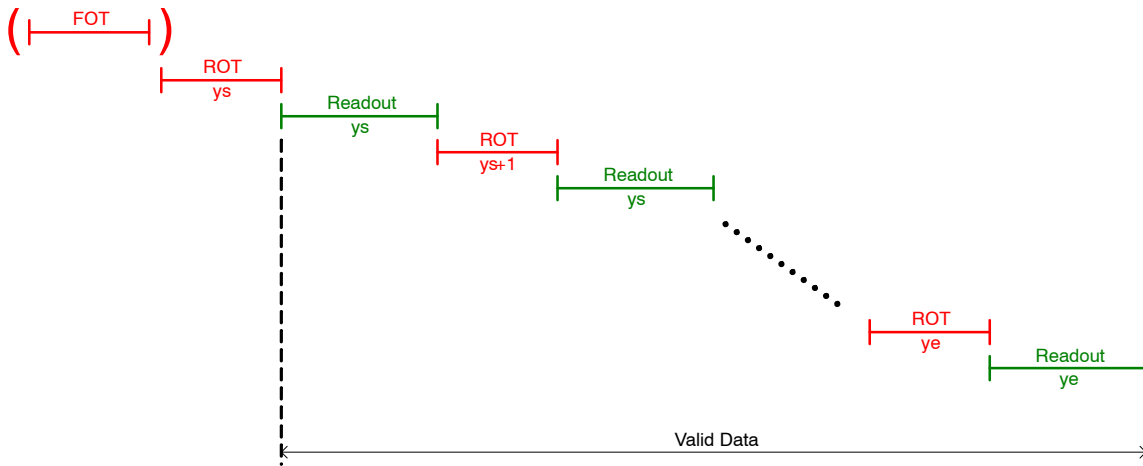 ( FOT )
ROT
ys
Readout
ys
ROT
ys+1
Readout
ys
ROT
ye
Readout
ye
Valid Data